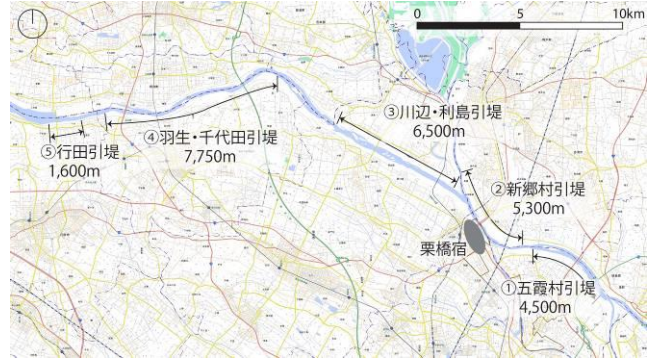 0
5
10km
③川辺・利島引堤
6,500m
④羽生・千代田引堤
7,750m
⑤行田引堤
1,600m
②新郷村引堤
5,300m
栗橋宿
①五霞村引堤
4,500m